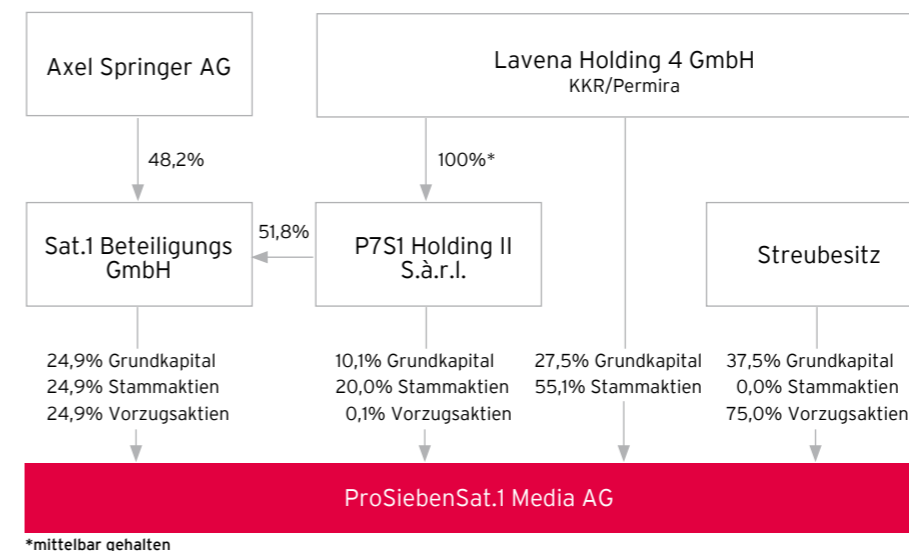 Axel Springer AG
Lavena Holding 4 GmbH
KKR/Permira
48,2%
100%*
Sat.1 Beteiligungs
GmbH
51,8%
P7S1 Holding II
S.à.r.l.
Streubesitz
24,9% Grundkapital
24,9% Stammaktien
24,9% Vorzugsaktien
10,1% Grundkapital
20,0% Stammaktien
0,1% Vorzugsaktien
27,5% Grundkapital
55,1% Stammaktien
37,5% Grundkapital
0,0% Stammaktien
75,0% Vorzugsaktien
ProSiebenSat.1 Media AG
*mittelbar gehalten